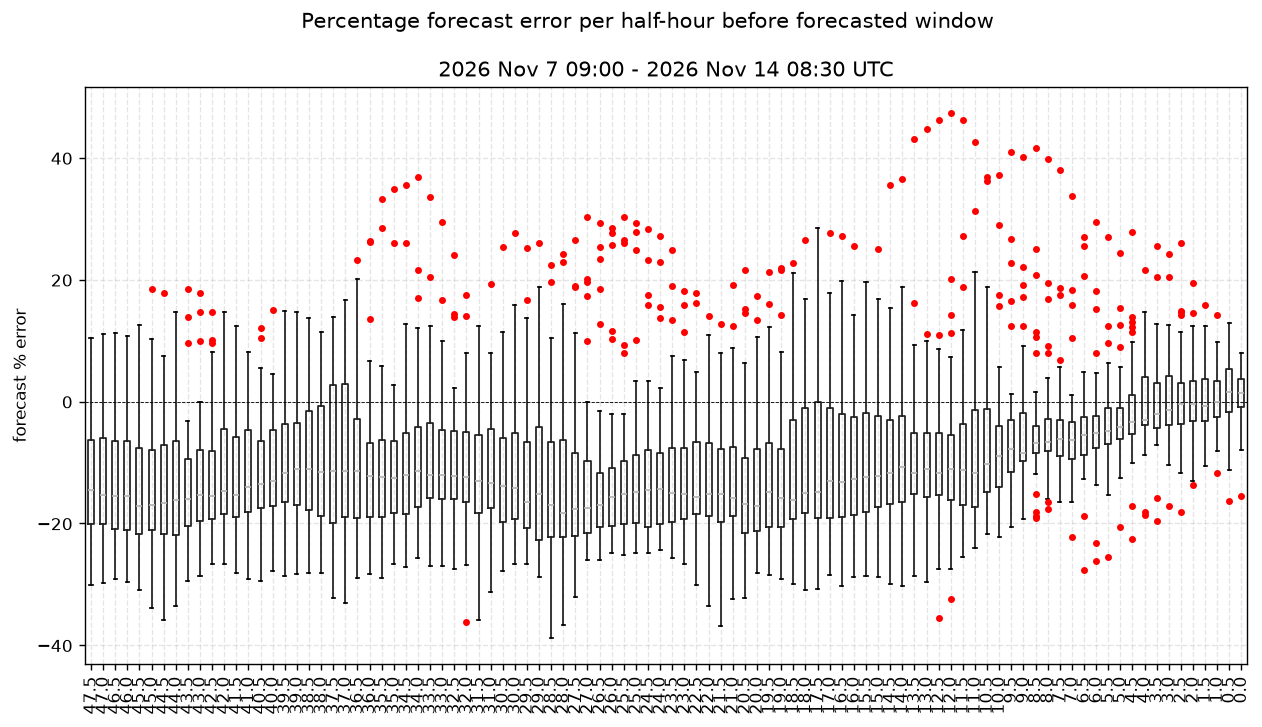 Percentage forecast error per half-hour before forecasted window
2026 Nov 7 09:00 - 2026 Nov 14 08:30 UTC
forecast % error
40
20
0
−20
−40
47.5 47.0 46.5 46.0 45.5 45.0 44.5 44.0 43.5 43.0 42.5 42.0 41.5 41.0 40.5 40.0 39.5 39.0 38.5 38.0 37.5 37.0 36.5 36.0 35.5 35.0 34.5 34.0 33.5 33.0 32.5 32.0 31.5 31.0 30.5 30.0 29.5 29.0 28.5 28.0 27.5 27.0 26.5 26.0 25.5 25.0 24.5 24.0 23.5 23.0 22.5 22.0 21.5 21.0 20.5 20.0 19.5 19.0 18.5 18.0 17.5 17.0 16.5 16.0 15.5 15.0 14.5 14.0 13.5 13.0 12.5 12.0 11.5 11.0 10.5 10.0 9.5 9.0 8.5 8.0 7.5 7.0 6.5 6.0 5.5 5.0 4.5 4.0 3.5 3.0 2.5 2.0 1.5 1.0 0.5 0.0